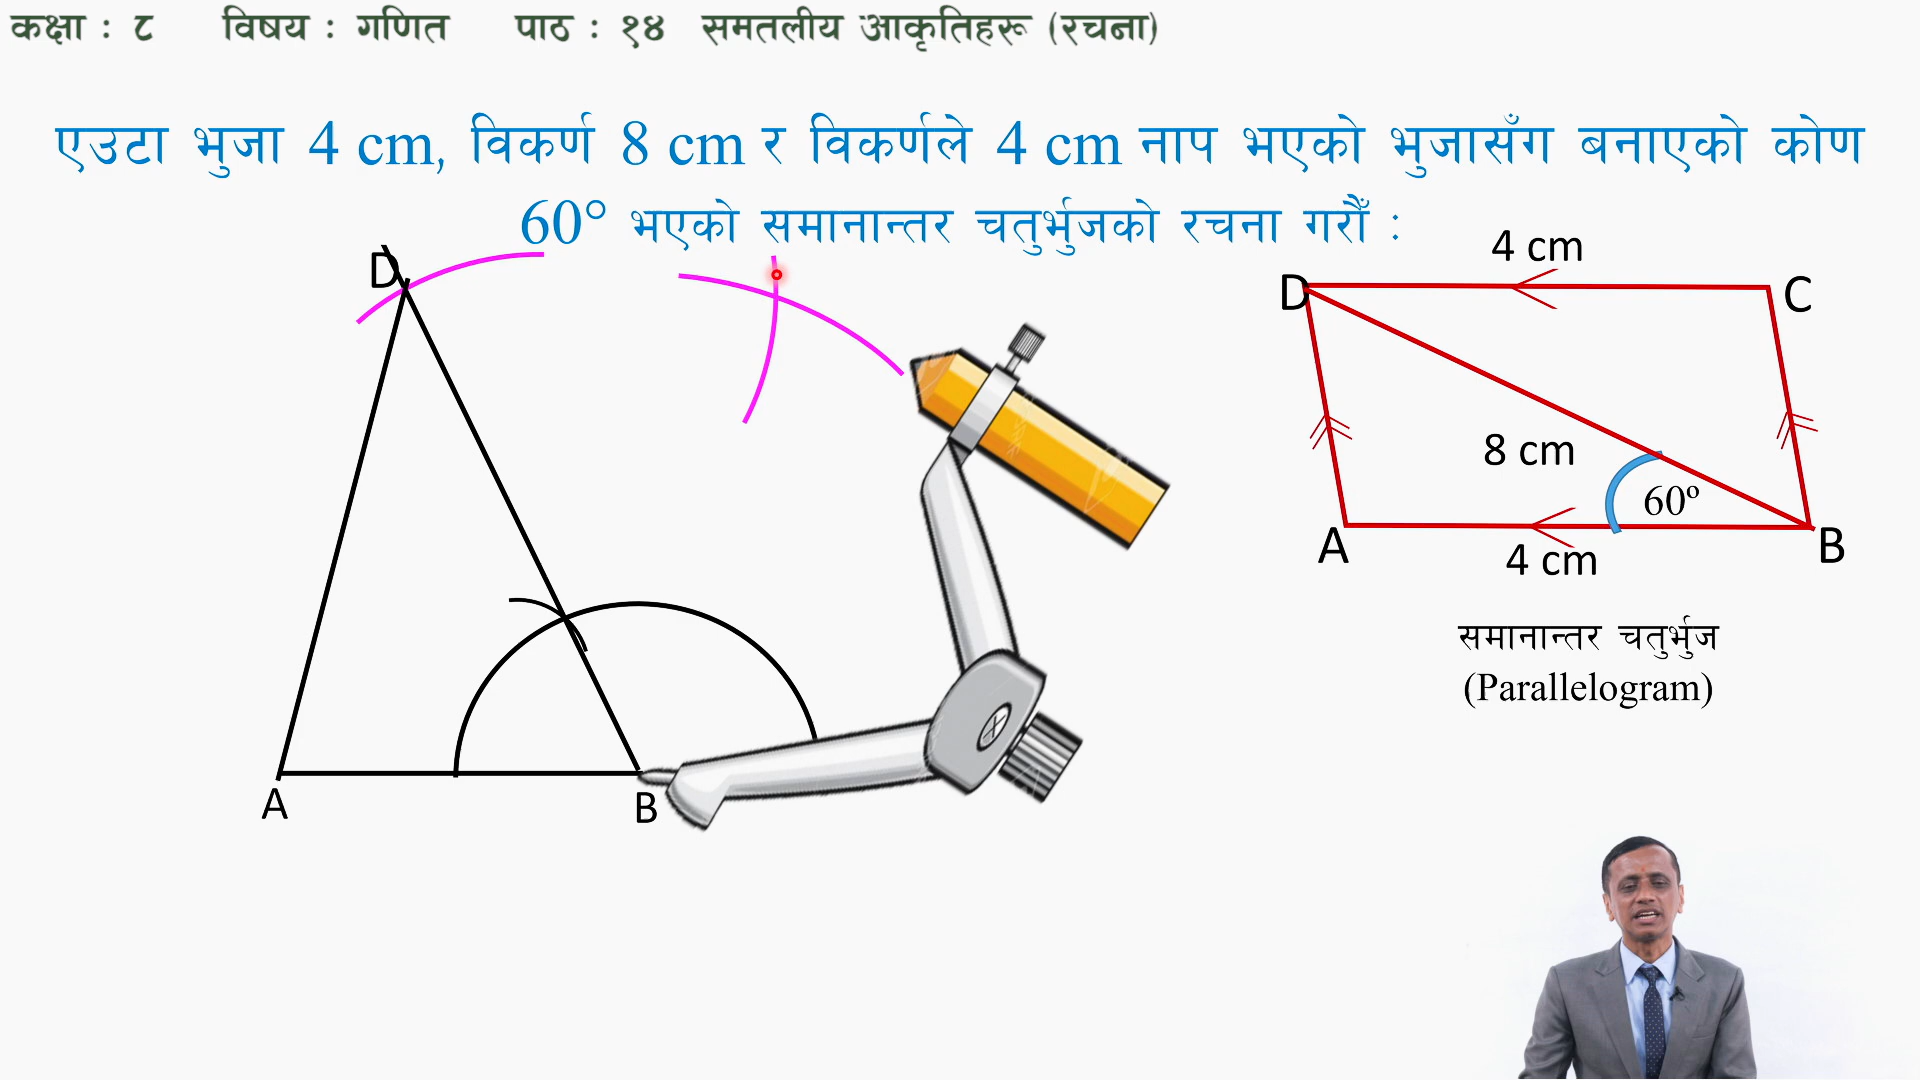 कक्षा : ८ विषय : गणित पाठ : १४ समतलीय आकृतिहरू (रचना)
एउटा भुजा 4 cm, विकर्ण 8 cm र विकर्णले 4 cm नाप भएको भुजासँग बनाएको कोण
60° भएको समानान्तर चतुर्भुजको रचना गरौँ :
D
A
B
4 cm
D
C
8 cm
60º
A
B
4 cm
समानान्तर चतुर्भुज
(Parallelogram)